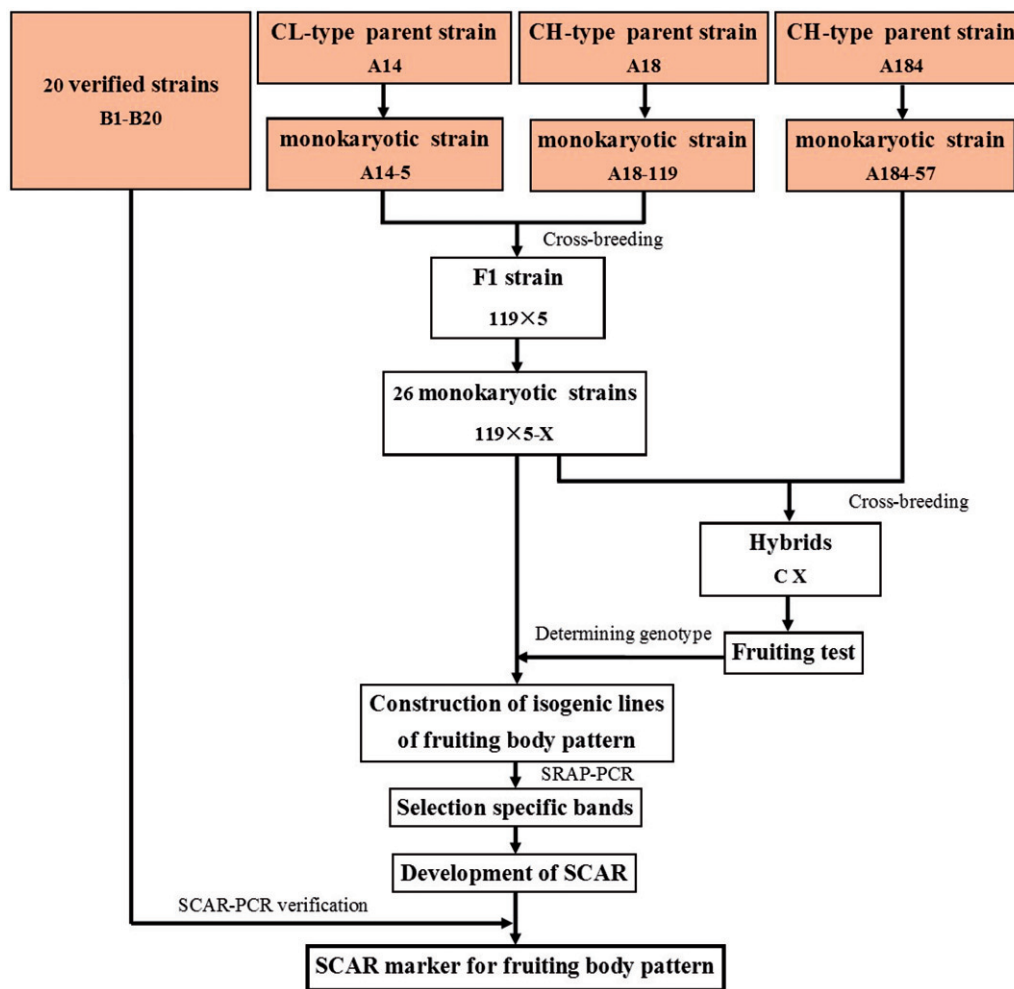 20 verified strains
B1-B20
CL-type parent strain
A14
CH-type parent strain
A18
CH-type parent strain
A184
monokaryotic strain
A14-5
monokaryotic strain
A18-119
monokaryotic strain
A184-57
Cross-breeding
F1 strain
119×5
26 monokaryotic strains
119×5-X
Cross-breeding
Hybrids
C X
Fruiting test
Determining genotype
Construction of isogenic lines
of fruiting body pattern
SRAP-PCR
Selection specific bands
Development of SCAR
SCAR-PCR verification
SCAR marker for fruiting body pattern